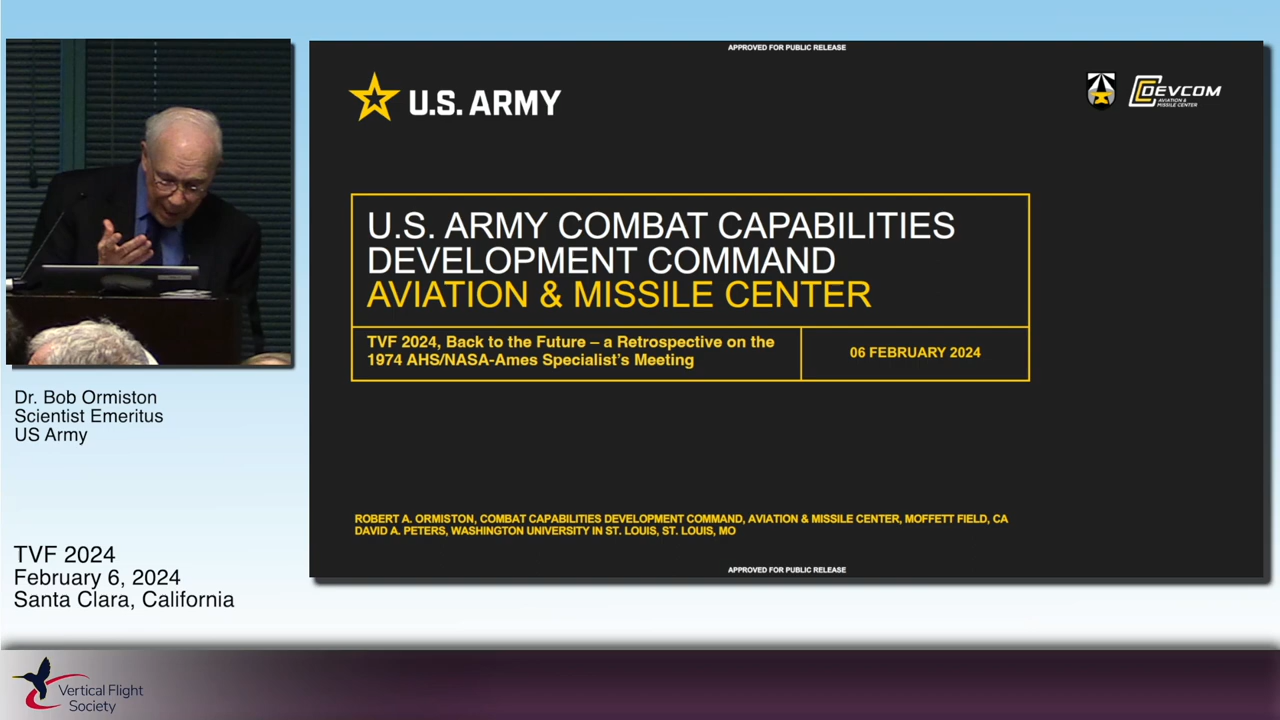 APPROVED FOR PUBLIC RELEASE
U.S. ARMY
DEVCOM
AVIATION &
MISSILE CENTER
U.S. ARMY COMBAT CAPABILITIES
DEVELOPMENT COMMAND
AVIATION & MISSILE CENTER
TVF 2024, Back to the Future – a Retrospective on the
1974 AHS/NASA-Ames Specialist's Meeting
06 FEBRUARY 2024
ROBERT A. ORMISTON, COMBAT CAPABILITIES DEVELOPMENT COMMAND, AVIATION & MISSILE CENTER, MOFFETT FIELD, CA
DAVID A. PETERS, WASHINGTON UNIVERSITY IN ST. LOUIS, ST. LOUIS, MO
APPROVED FOR PUBLIC RELEASE
Dr. Bob Ormiston
Scientist Emeritus
US Army
TVF 2024
February 6, 2024
Santa Clara, California
Vertical Flight
Society